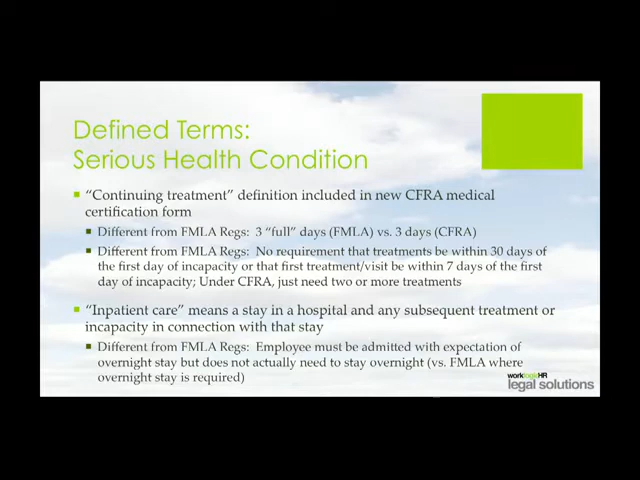 Defined Terms:
Serious Health Condition
“Continuing treatment” definition included in new CFRA medical
certification form
Different from FMLA Regs: 3 “full” days (FMLA) vs. 3 days (CFRA)
Different from FMLA Regs: No requirement that treatments be within 30 days of
the first day of incapacity or that first treatment/visit be within 7 days of the first
day of incapacity; Under CFRA, just need two or more treatments
“Inpatient care” means a stay in a hospital and any subsequent treatment or
incapacity in connection with that stay
Different from FMLA Regs: Employee must be admitted with expectation of
overnight stay but does not actually need to stay overnight (vs. FMLA where
overnight stay is required)
worklogicHR
legal solutions